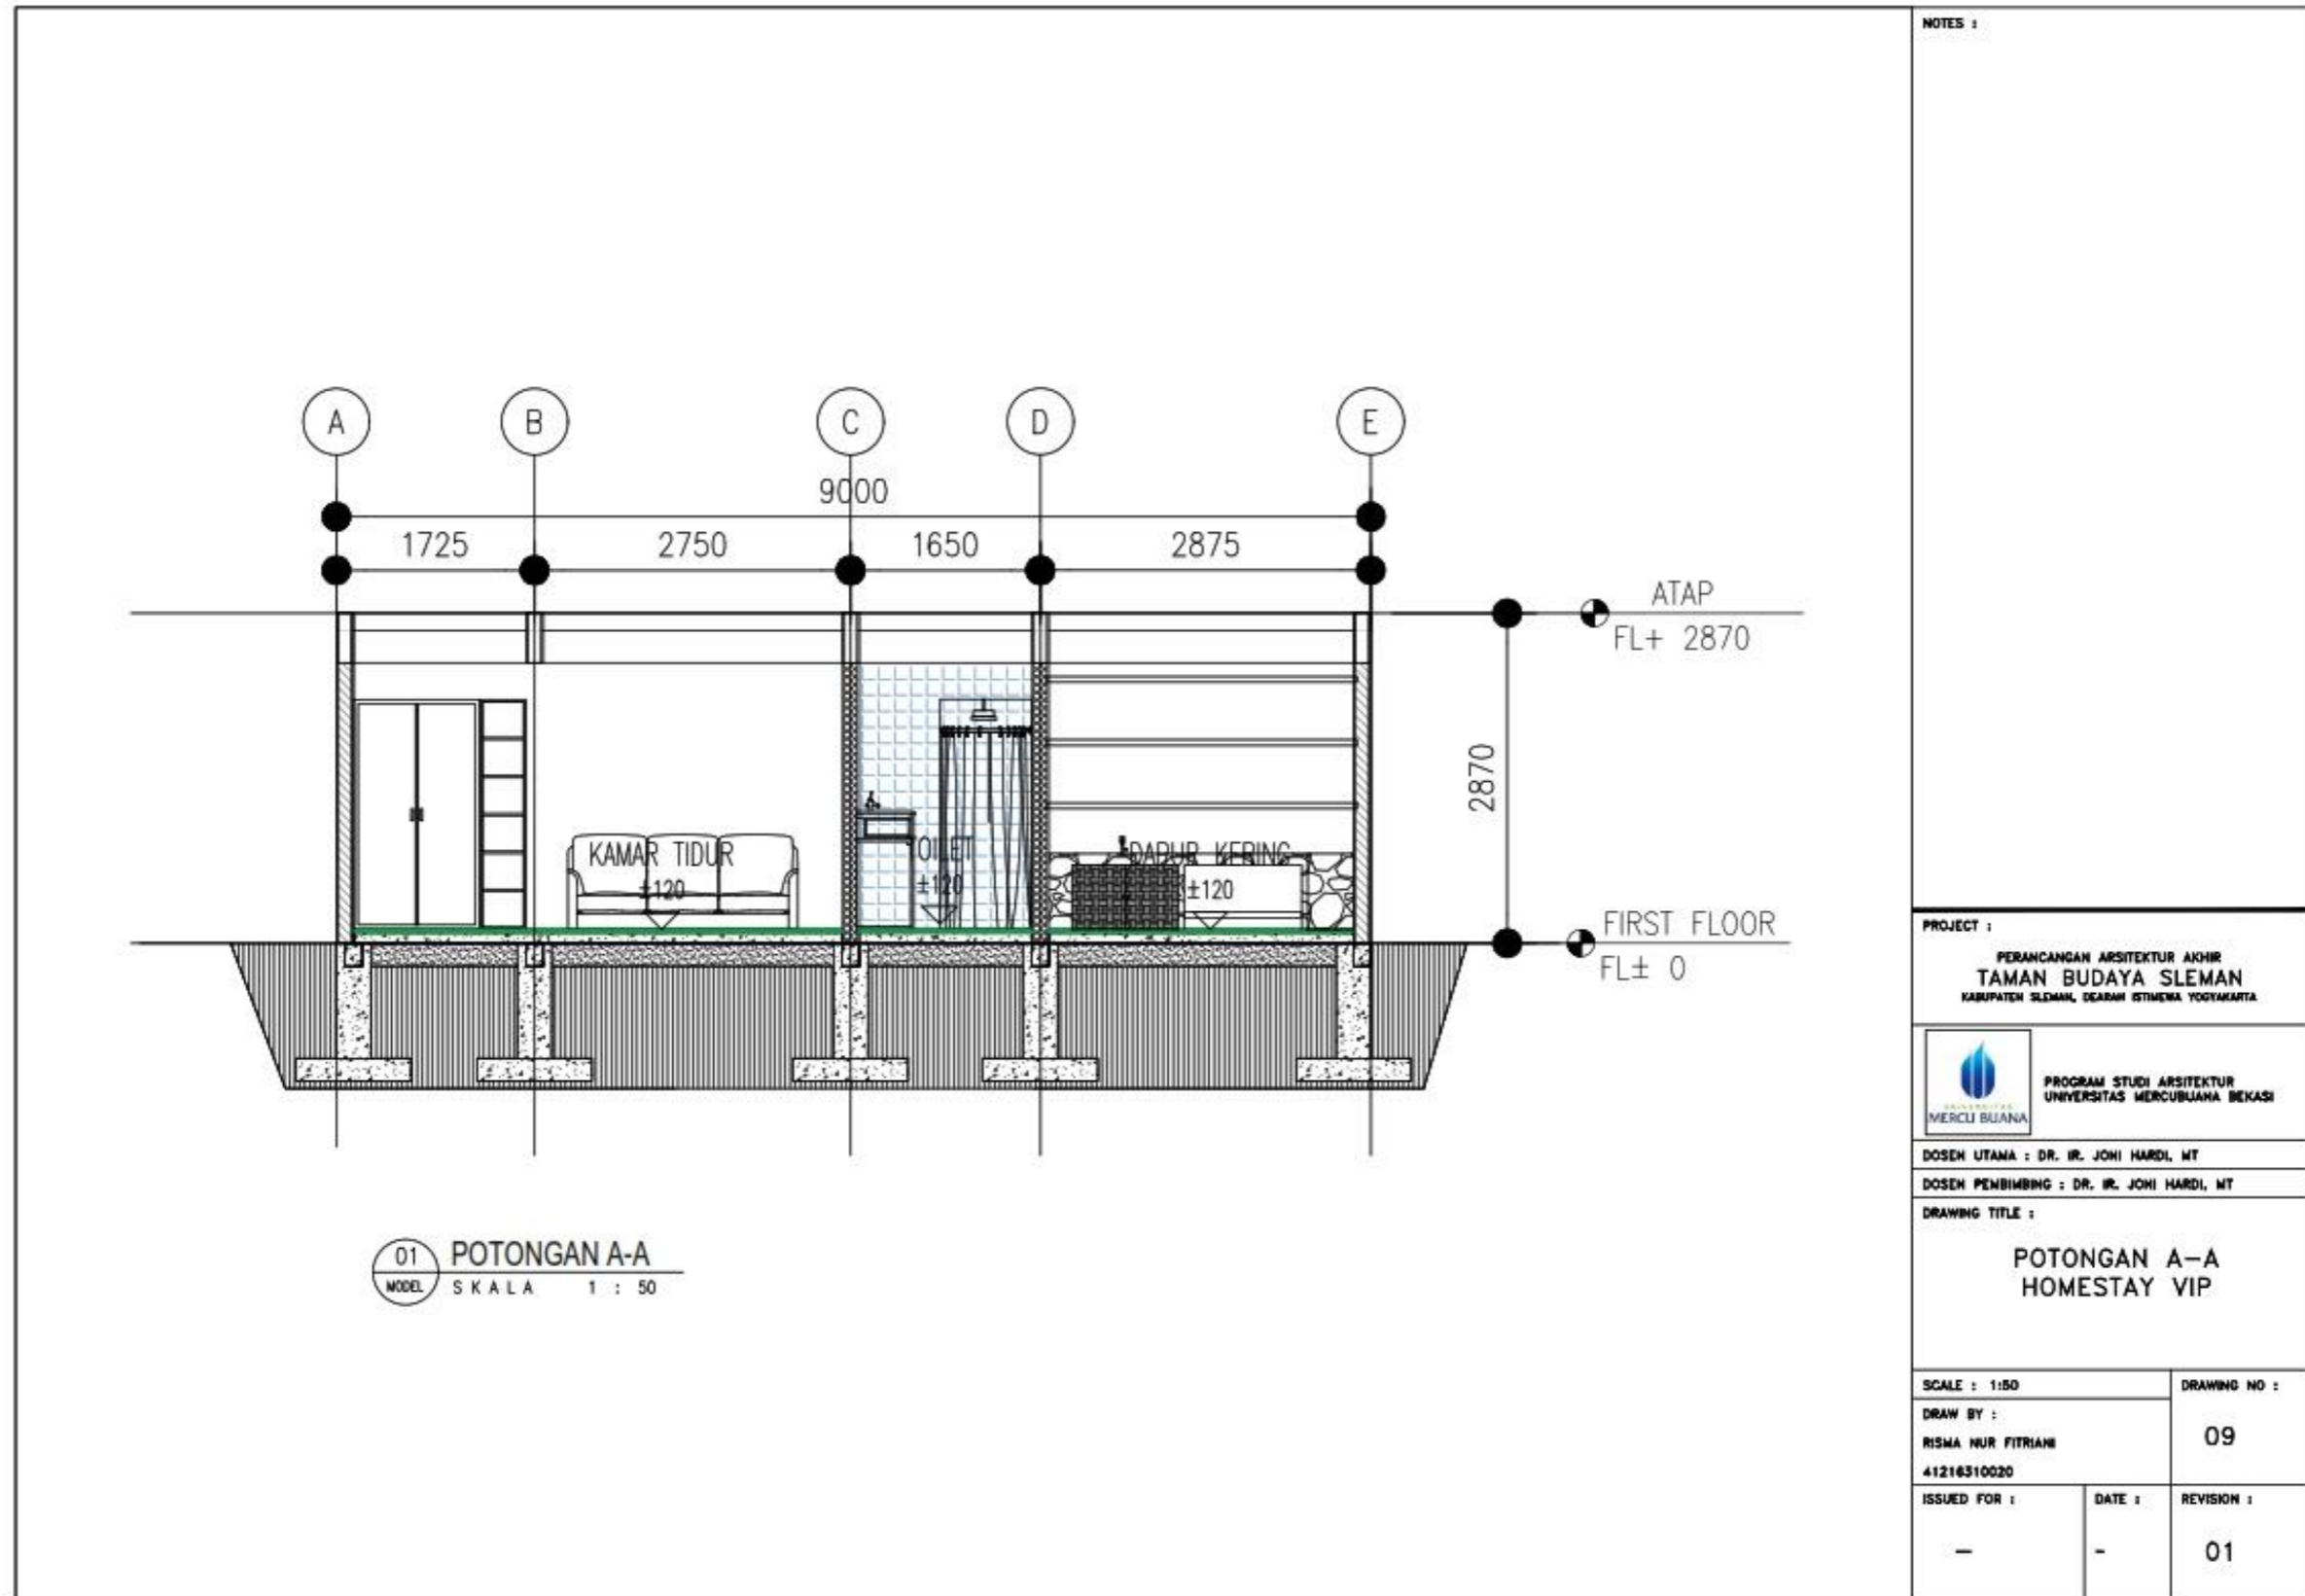 NOTES :
A
B
C
D
E
9000
1725
2750
1650
2875
ATAP
FL+ 2870
2870
KAMAR TIDUR
±120
TOILET
±120
DAPUR KERING
±120
FIRST FLOOR
FL± 0
01
MODEL
POTONGAN A-A
SKALA 1 : 50
PROJECT :
PERANCANGAN ARSITEKTUR AKHIR
TAMAN BUDAYA SLEMAN
KABUPATEN SLEMAN, DEARAH ISTIMEWA YOGYAKARTA
UNIVERSITAS
MERCU BUANA
PROGRAM STUDI ARSITEKTUR
UNIVERSITAS MERCUBUANA BEKASI
DOSEN UTAMA : DR. IR. JONI HARDI, MT
DOSEN PEMBIMBING : DR. IR. JONI HARDI, MT
DRAWING TITLE :
POTONGAN A-A
HOMESTAY VIP
SCALE : 1:50
DRAWING NO :
09
DRAW BY :
RISMA NUR FITRIANI
41216310020
ISSUED FOR :
-
DATE :
-
REVISION :
01